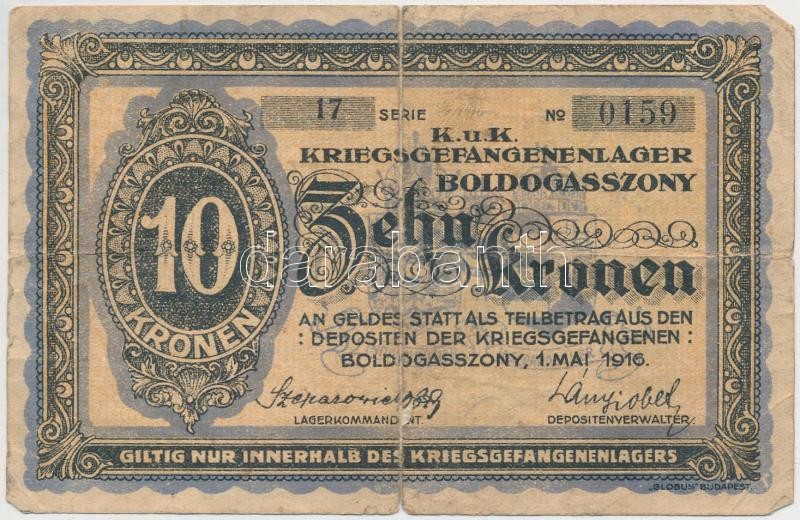 17 SERIE No 0159
K.u.K.
KRIEGSGEFANGENENLAGER
BOLDOGASSZONY
Zehn
Kronen
10
KRONEN
AN GELDES STATT ALS TEILBETRAG AUS DEN
: DEPOSITEN DER KRIEGSGEFANGENEN :
BOLDOGASSZONY, 1. MAI 1916.
LAGERKOMMANDANT DEPOSITENVERWALTER.
GILTIG NUR INNERHALB DES KRIEGSGEFANGENENLAGERS
„GLOBUS" BUDAPEST.
darabanth